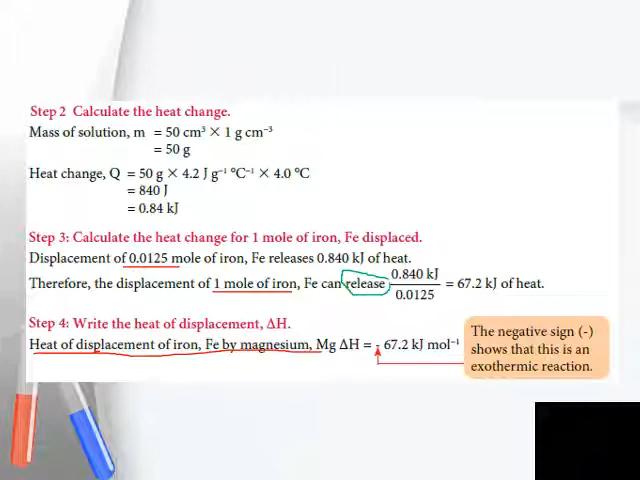 Step 2 Calculate the heat change.
Mass of solution, m = 50 cm³ × 1 g cm⁻³
= 50 g
Heat change, Q = 50 g × 4.2 J g⁻¹ °C⁻¹ × 4.0 °C
= 840 J
= 0.84 kJ
Step 3: Calculate the heat change for 1 mole of iron, Fe displaced.
Displacement of 0.0125 mole of iron, Fe releases 0.840 kJ of heat.
Therefore, the displacement of 1 mole of iron, Fe can release 0.840 kJ / 0.0125 = 67.2 kJ of heat.
Step 4: Write the heat of displacement, ΔH.
Heat of displacement of iron, Fe by magnesium, Mg ΔH = - 67.2 kJ mol⁻¹
The negative sign (-)
shows that this is an
exothermic reaction.